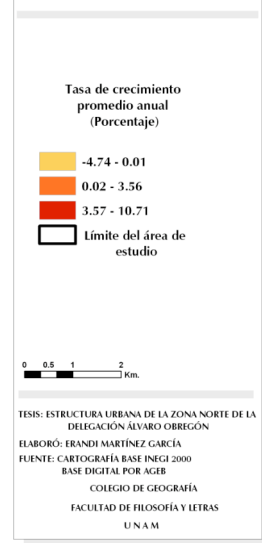 Tasa de crecimiento
promedio anual
(Porcentaje)
-4.74 - 0.01
0.02 - 3.56
3.57 - 10.71
Límite del área de
estudio
0 0.5 1 2
Km.
TESIS: ESTRUCTURA URBANA DE LA ZONA NORTE DE LA
DELEGACIÓN ÁLVARO OBREGÓN
ELABORÓ: ERANDI MARTÍNEZ GARCÍA
FUENTE: CARTOGRAFÍA BASE INEGI 2000
BASE DIGITAL POR AGEB
COLEGIO DE GEOGRAFÍA
FACULTAD DE FILOSOFÍA Y LETRAS
U N A M